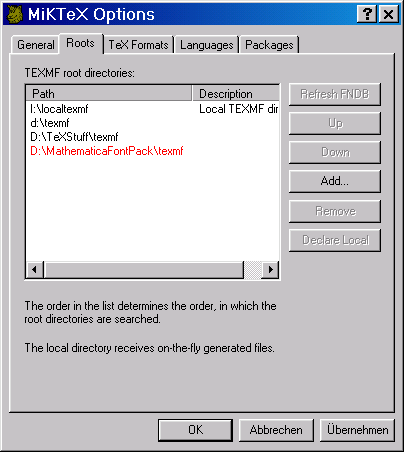 MiKTeX Options
General Roots TeX Formats Languages Packages
TEXMF root directories:
Path Description
l:\localtexmf Local TEXMF dir
d:\texmf
D:\TeXStuff\texmf
D:\MathematicaFontPack\texmf
Refresh FNDB
Up
Down
Add...
Remove
Declare Local
The order in the list determines the order, in which the
root directories are searched.
The local directory receives on-the-fly generated files.
OK Abbrechen Übernehmen